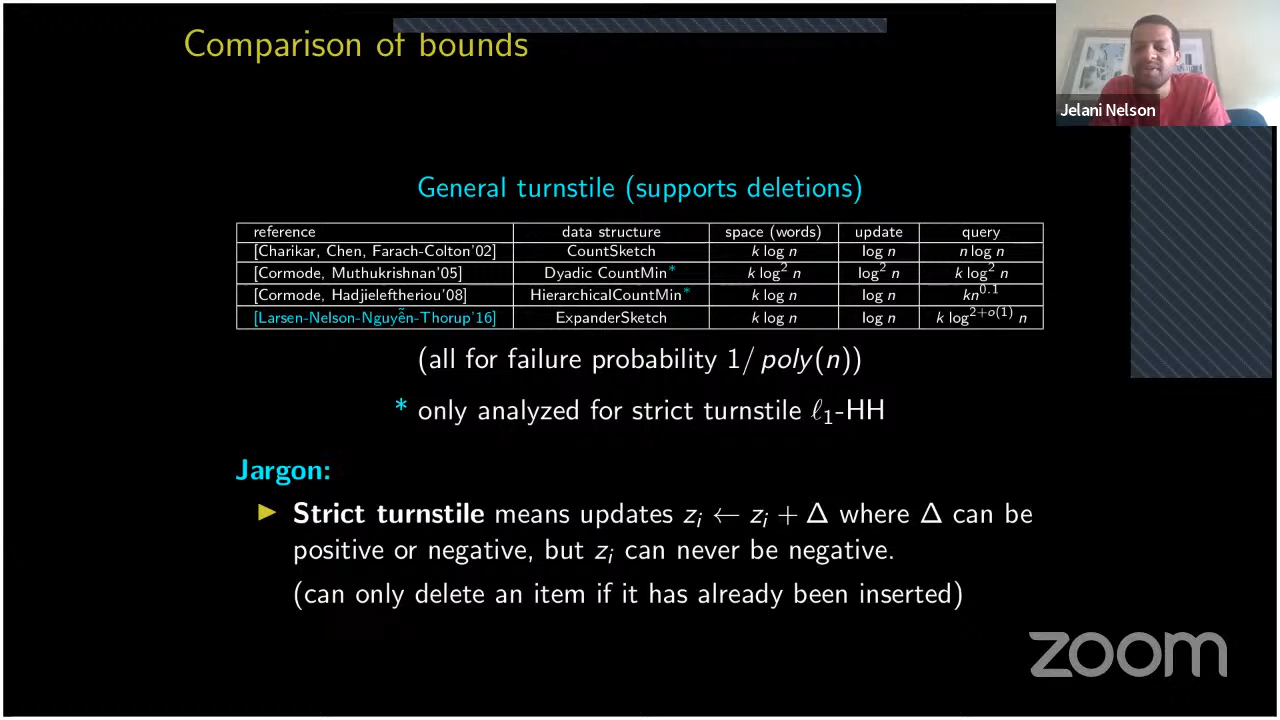 Comparison of bounds
Jelani Nelson
General turnstile (supports deletions)
reference data structure space (words) update query
[Charikar, Chen, Farach-Colton'02] CountSketch k log n log n n log n
[Cormode, Muthukrishnan'05] Dyadic CountMin* k log² n log² n k log² n
[Cormode, Hadjieleftheriou'08] HierarchicalCountMin* k log n log n kn^0.1
[Larsen-Nelson-Nguyễn-Thorup'16] ExpanderSketch k log n log n k log^2+o(1) n
(all for failure probability 1/poly(n))
* only analyzed for strict turnstile ℓ₁-HH
Jargon:
▶ Strict turnstile means updates zᵢ ← zᵢ + Δ where Δ can be
positive or negative, but zᵢ can never be negative.
(can only delete an item if it has already been inserted)
zoom